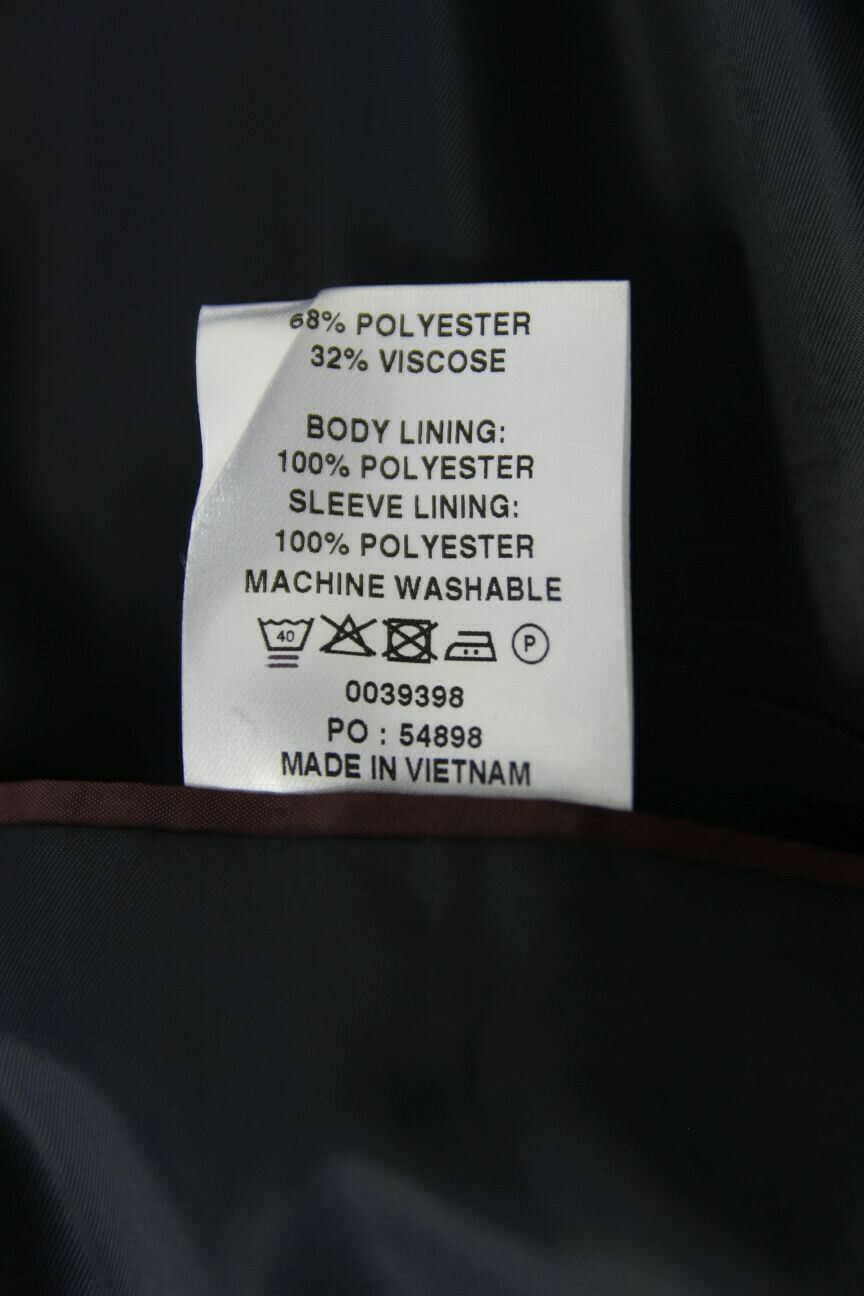 68% POLYESTER
32% VISCOSE
BODY LINING:
100% POLYESTER
SLEEVE LINING:
100% POLYESTER
MACHINE WASHABLE
40 P
0039398
PO : 54898
MADE IN VIETNAM